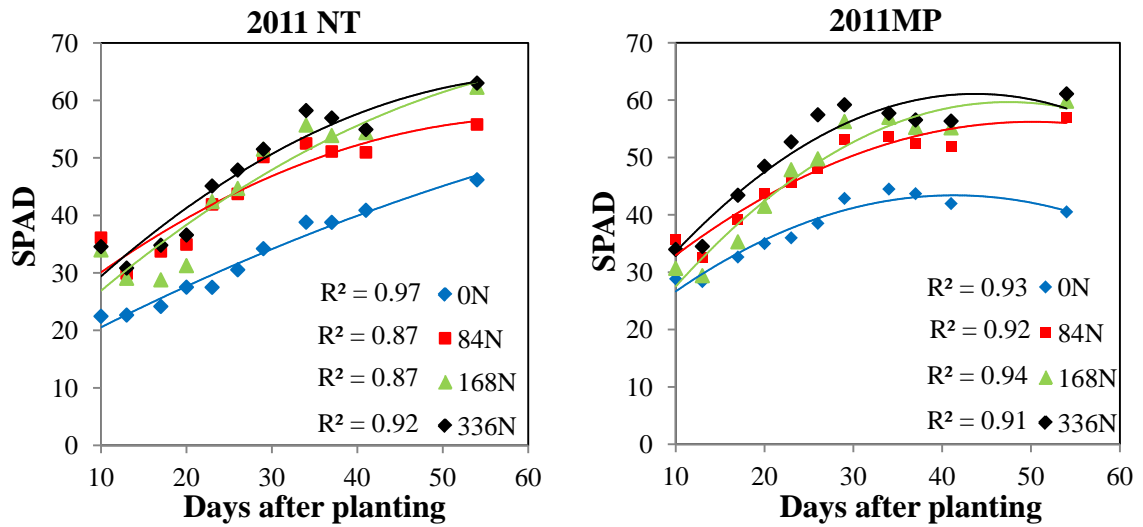 2011 NT
70
60
50
40
30
20
10
0
SPAD
R² = 0.97 0N
R² = 0.87 84N
R² = 0.87 168N
R² = 0.92 336N
10 20 30 40 50 60
Days after planting
2011MP
70
60
50
40
30
20
10
0
SPAD
R² = 0.93 0N
R² = 0.92 84N
R² = 0.94 168N
R² = 0.91 336N
10 20 30 40 50 60
Days after planting